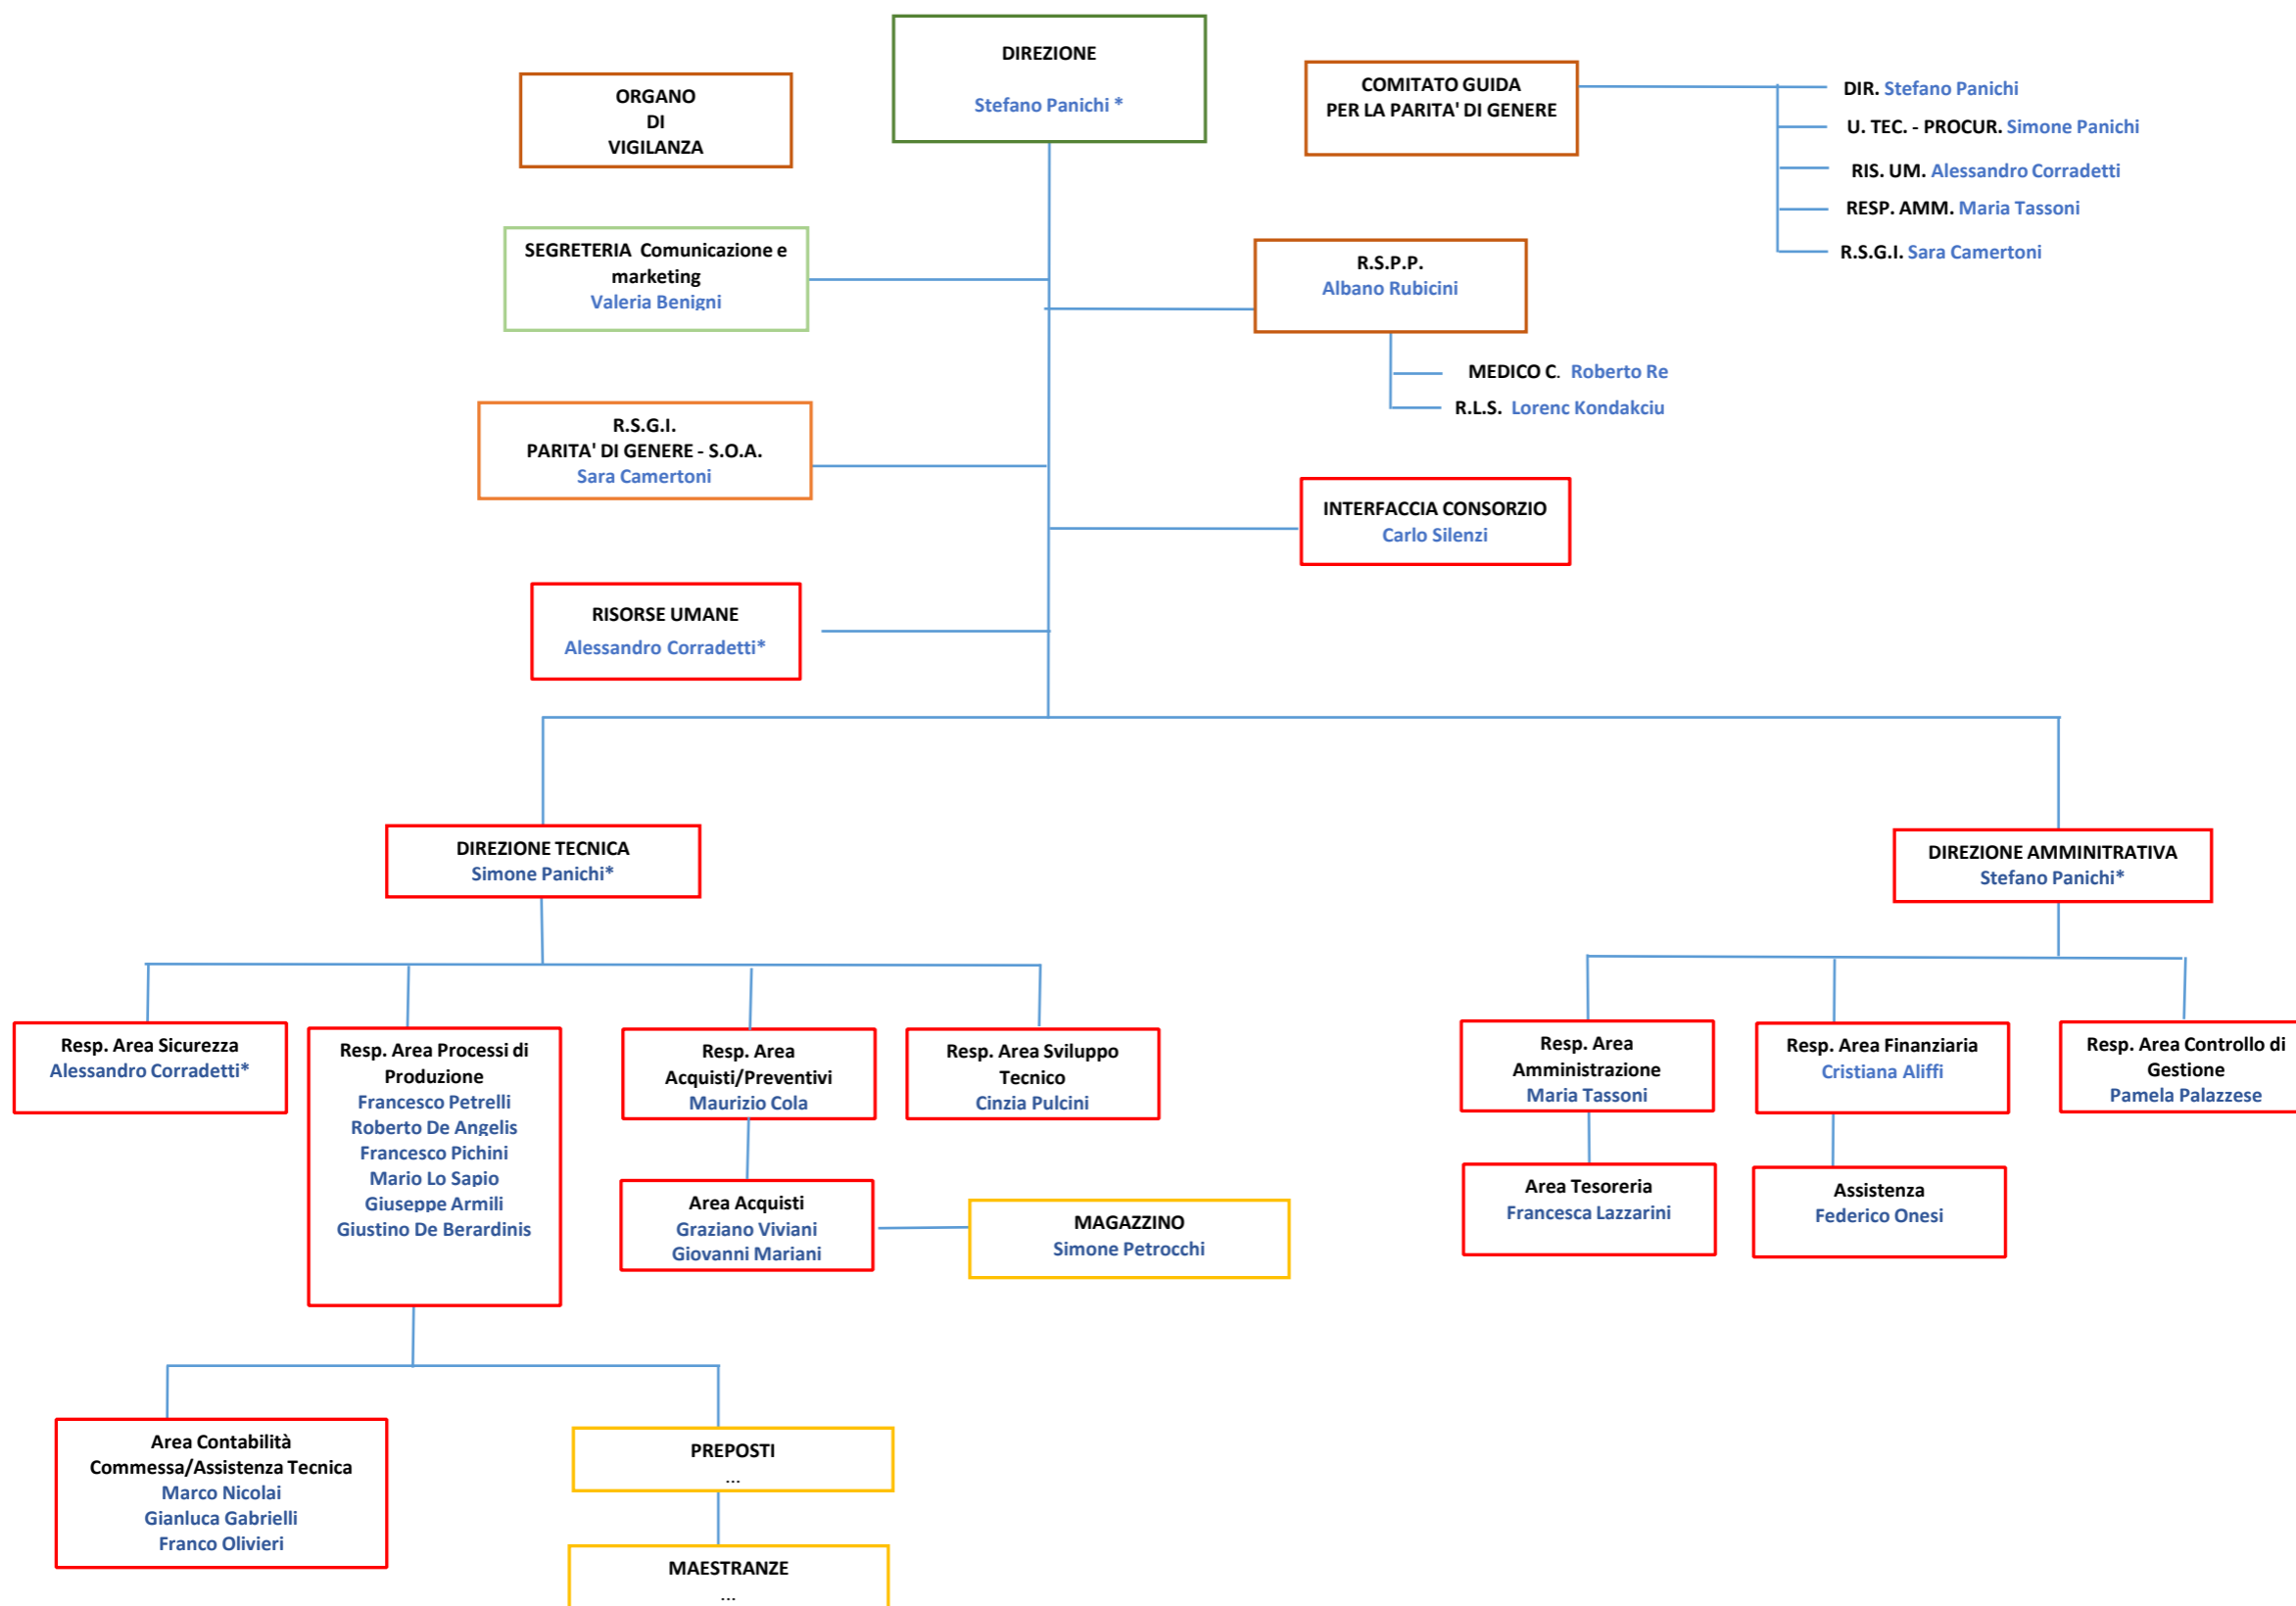 DIREZIONE
Stefano Panichi *
ORGANO
DI
VIGILANZA
COMITATO GUIDA
PER LA PARITA' DI GENERE
DIR. Stefano Panichi
U. TEC. - PROCUR. Simone Panichi
RIS. UM. Alessandro Corradetti
RESP. AMM. Maria Tassoni
R.S.G.I. Sara Camertoni
SEGRETERIA Comunicazione e
marketing
Valeria Benigni
R.S.P.P.
Albano Rubicini
MEDICO C. Roberto Re
R.L.S. Lorenc Kondakciu
R.S.G.I.
PARITA' DI GENERE - S.O.A.
Sara Camertoni
INTERFACCIA CONSORZIO
Carlo Silenzi
RISORSE UMANE
Alessandro Corradetti*
DIREZIONE TECNICA
Simone Panichi*
DIREZIONE AMMINITRATIVA
Stefano Panichi*
Resp. Area Sicurezza
Alessandro Corradetti*
Resp. Area Processi di
Produzione
Francesco Petrelli
Roberto De Angelis
Francesco Pichini
Mario Lo Sapio
Giuseppe Armili
Giustino De Berardinis
Resp. Area
Acquisti/Preventivi
Maurizio Cola
Resp. Area Sviluppo
Tecnico
Cinzia Pulcini
Resp. Area
Amministrazione
Maria Tassoni
Resp. Area Finanziaria
Cristiana Aliffi
Resp. Area Controllo di
Gestione
Pamela Palazzese
Area Acquisti
Graziano Viviani
Giovanni Mariani
MAGAZZINO
Simone Petrocchi
Area Tesoreria
Francesca Lazzarini
Assistenza
Federico Onesi
Area Contabilità
Commessa/Assistenza Tecnica
Marco Nicolai
Gianluca Gabrielli
Franco Olivieri
PREPOSTI
...
MAESTRANZE
...